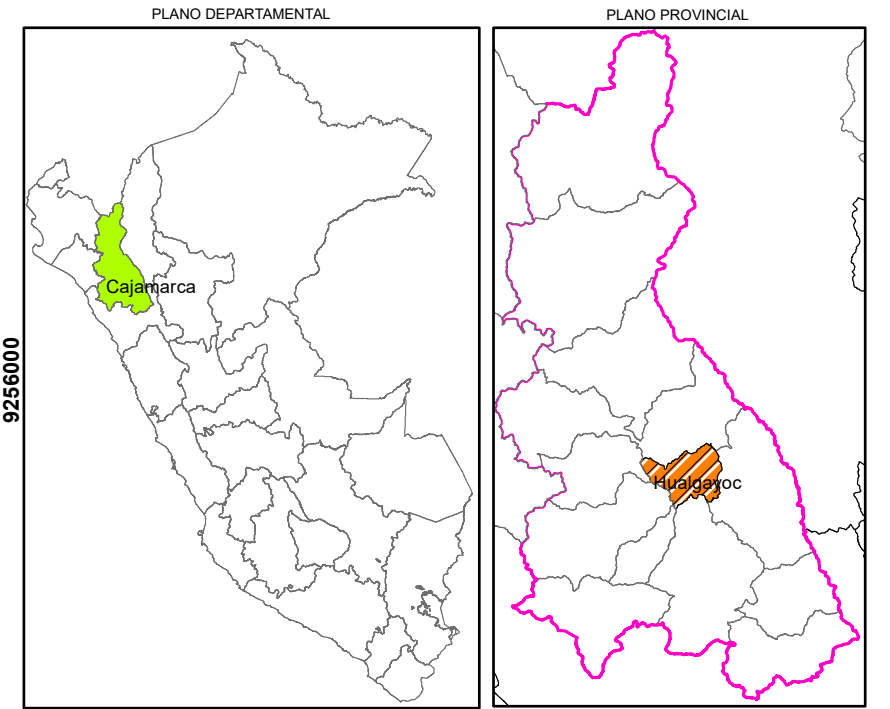 PLANO DEPARTAMENTAL
PLANO PROVINCIAL
Cajamarca
9256000
Hualgayoc